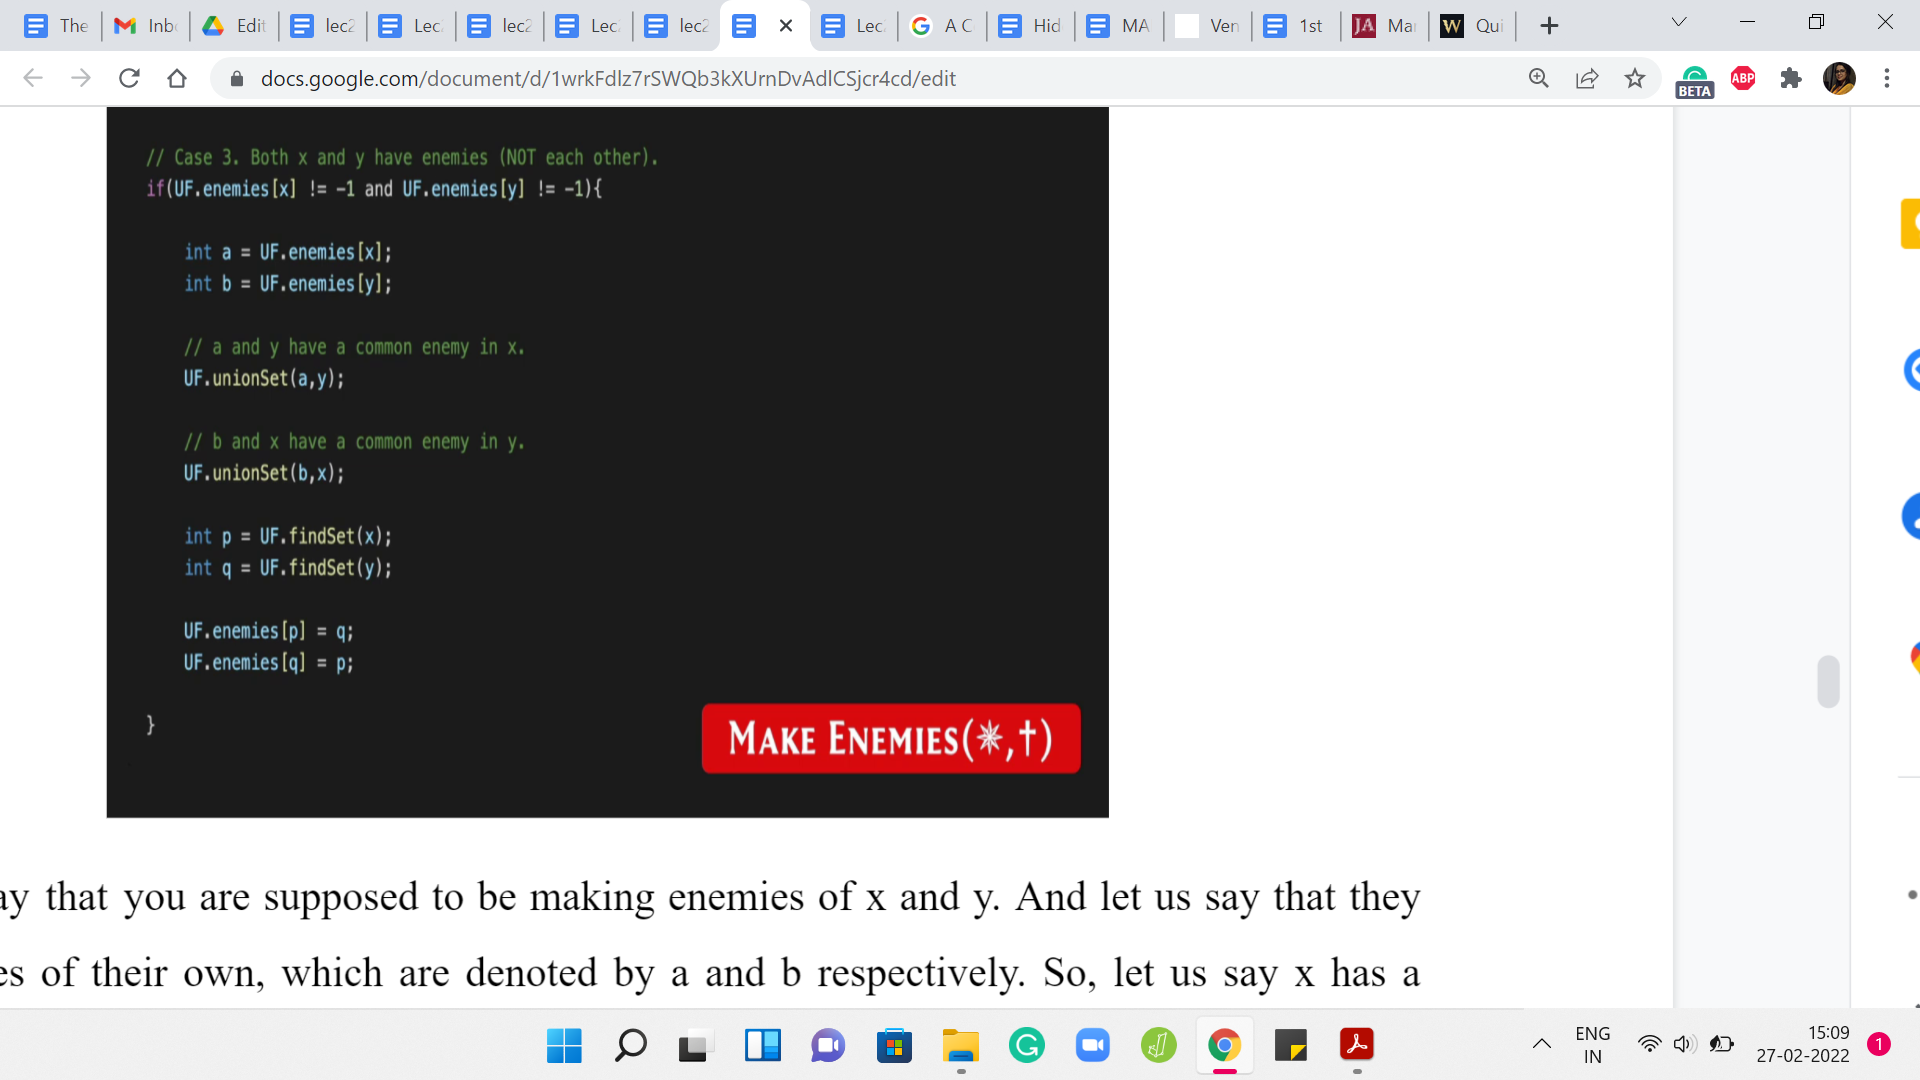 The
Inb
Edit
lec2
Lec
lec2
Lec
lec2
Lec
A C
Hid
MA
Ven
1st
JA
Ma
W
Qui
docs.google.com/document/d/1wrkFdlz7rSWQb3kXUrnDvAdlCSjcr4cd/edit
BETA
ABP
// Case 3. Both x and y have enemies (NOT each other).
if(UF.enemies[x] != -1 and UF.enemies[y] != -1){
int a = UF.enemies[x];
int b = UF.enemies[y];
// a and y have a common enemy in x.
UF.unionSet(a,y);
// b and x have a common enemy in y.
UF.unionSet(b,x);
int p = UF.findSet(x);
int q = UF.findSet(y);
UF.enemies[p] = q;
UF.enemies[q] = p;
}
MAKE ENEMIES(✵,†)
ay that you are supposed to be making enemies of x and y. And let us say that they
es of their own, which are denoted by a and b respectively. So, let us say x has a
ENG
IN
15:09
27-02-2022
1